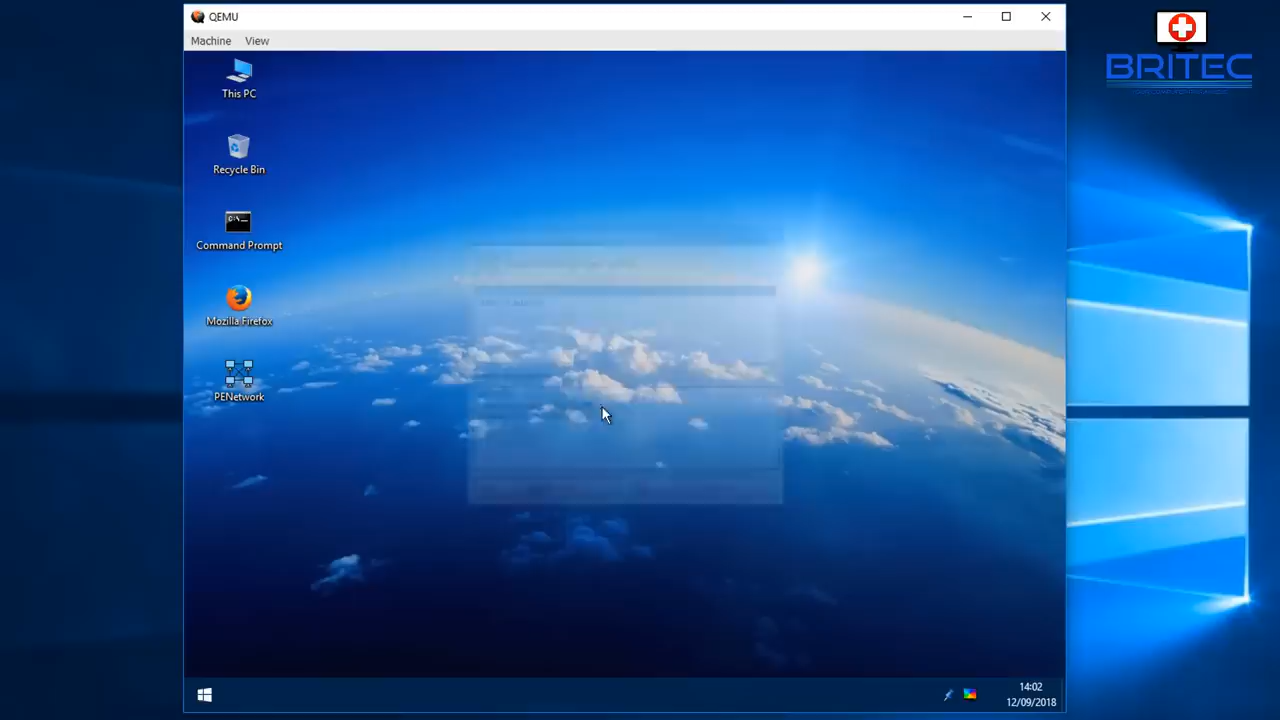 QEMU
Machine View
This PC
Recycle Bin
Command Prompt
Mozilla Firefox
PENetwork
14:02
12/09/2018
BRITEC